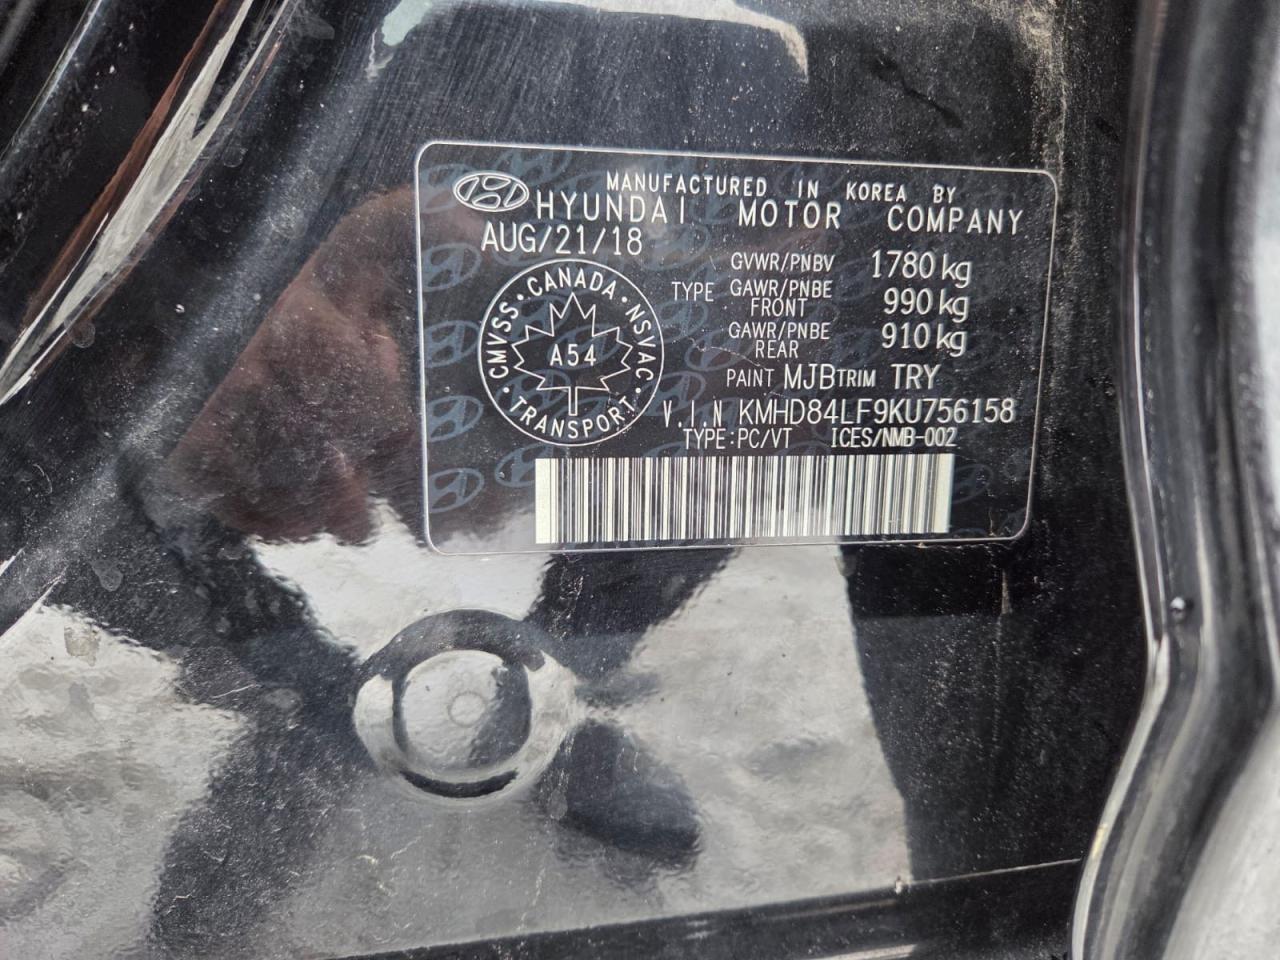 MANUFACTURED IN KOREA BY
HYUNDAI MOTOR COMPANY
AUG/21/18
GVWR/PNBV 1780 kg
TYPE GAWR/PNBE FRONT 990 kg
GAWR/PNBE REAR 910 kg
PAINT MJB TRIM TRY
V.I.N KMHD84LF9KU756158
TYPE:PC/VT ICES/NMB-002
CMVSS · CANADA · NSVAC · TRANSPORT ·
A54